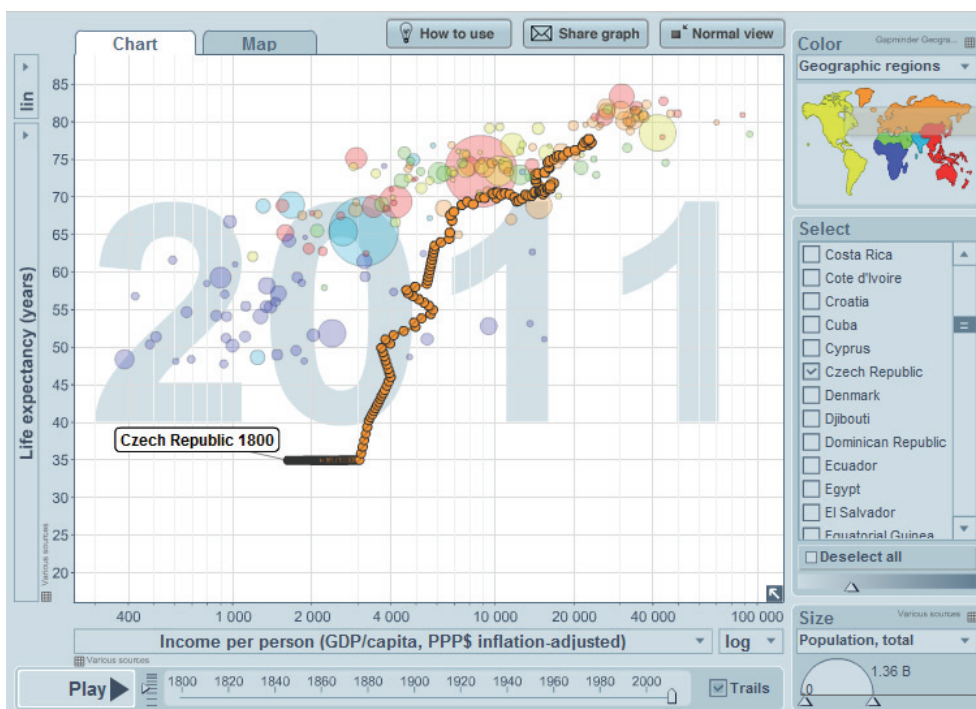 Chart
Map
How to use
Share graph
Normal view
lin
Life expectancy (years)
Various sources
85
80
75
70
65
60
55
50
45
40
35
30
25
20
2011
Czech Republic 1800
400
1 000
2 000
4 000
10 000
20 000
40 000
100 000
Income per person (GDP/capita, PPP$ inflation-adjusted)
log
Various sources
Play
1800 1820 1840 1860 1880 1900 1920 1940 1960 1980 2000
Trails
Color
Gapminder Geogra...
Geographic regions
Select
Costa Rica
Cote d'Ivoire
Croatia
Cuba
Cyprus
Czech Republic
Denmark
Djibouti
Dominican Republic
Ecuador
Egypt
El Salvador
Equatorial Guinea
Deselect all
Size
Various sources
Population, total
1.36 B
0